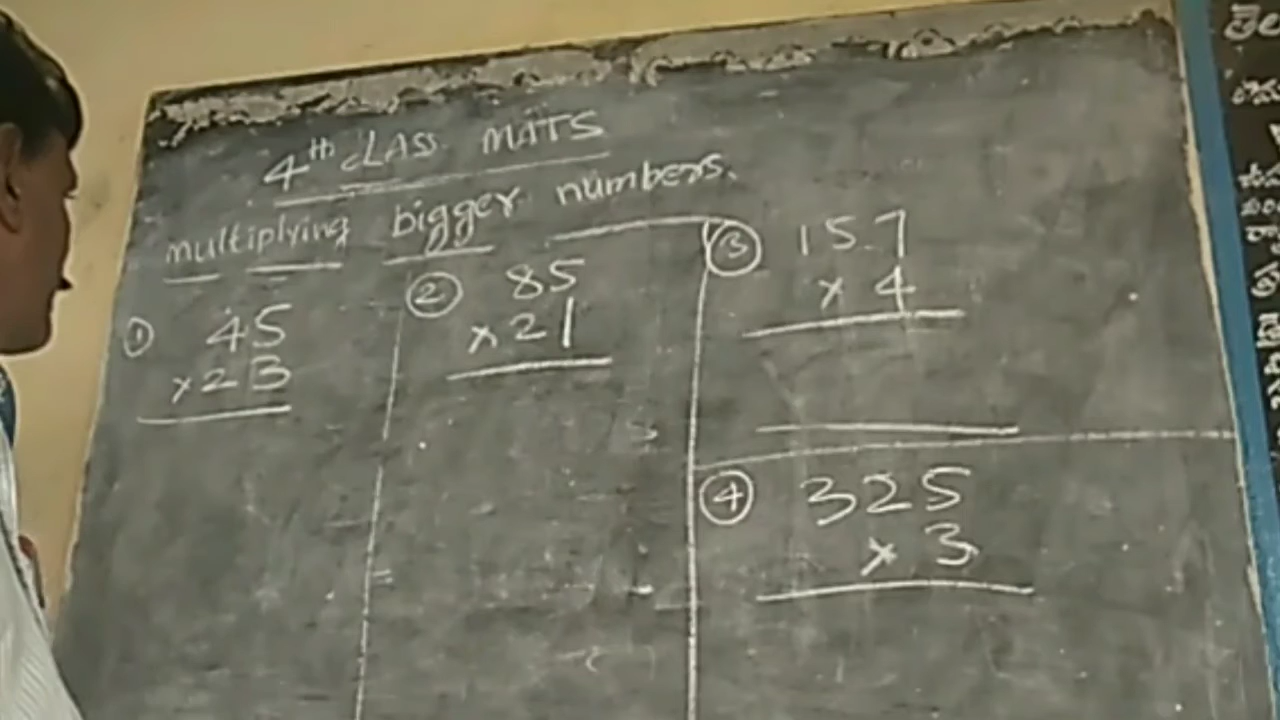 4th CLASS MATS
multiplying bigger numbers.
① 45
×23
② 85
×21
③ 157
× 4
④ 325
× 3
తెల